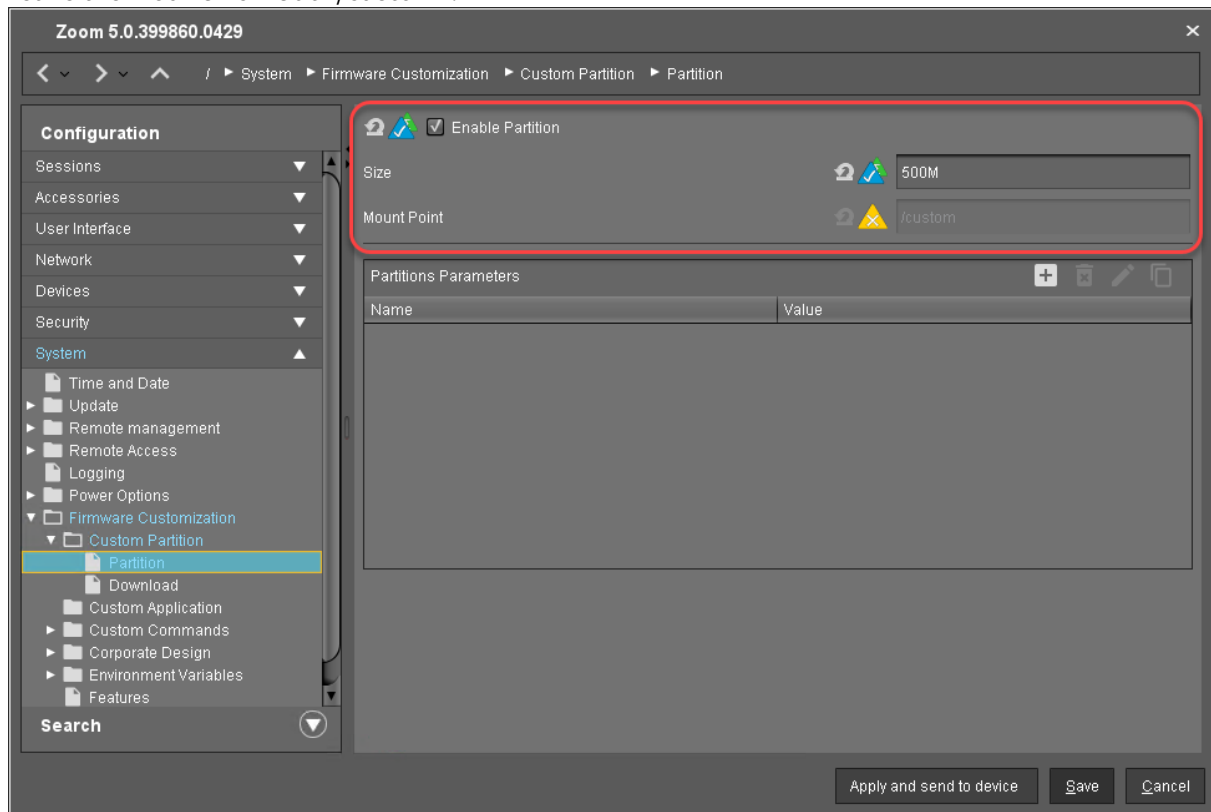 Zoom 5.0.399860.0429
/ System Firmware Customization Custom Partition Partition
Configuration
Sessions
Accessories
User Interface
Network
Devices
Security
System
Time and Date
Update
Remote management
Remote Access
Logging
Power Options
Firmware Customization
Custom Partition
Partition
Download
Custom Application
Custom Commands
Corporate Design
Environment Variables
Features
Search
Enable Partition
Size 500M
Mount Point /custom
Partitions Parameters
Name Value
Apply and send to device Save Cancel